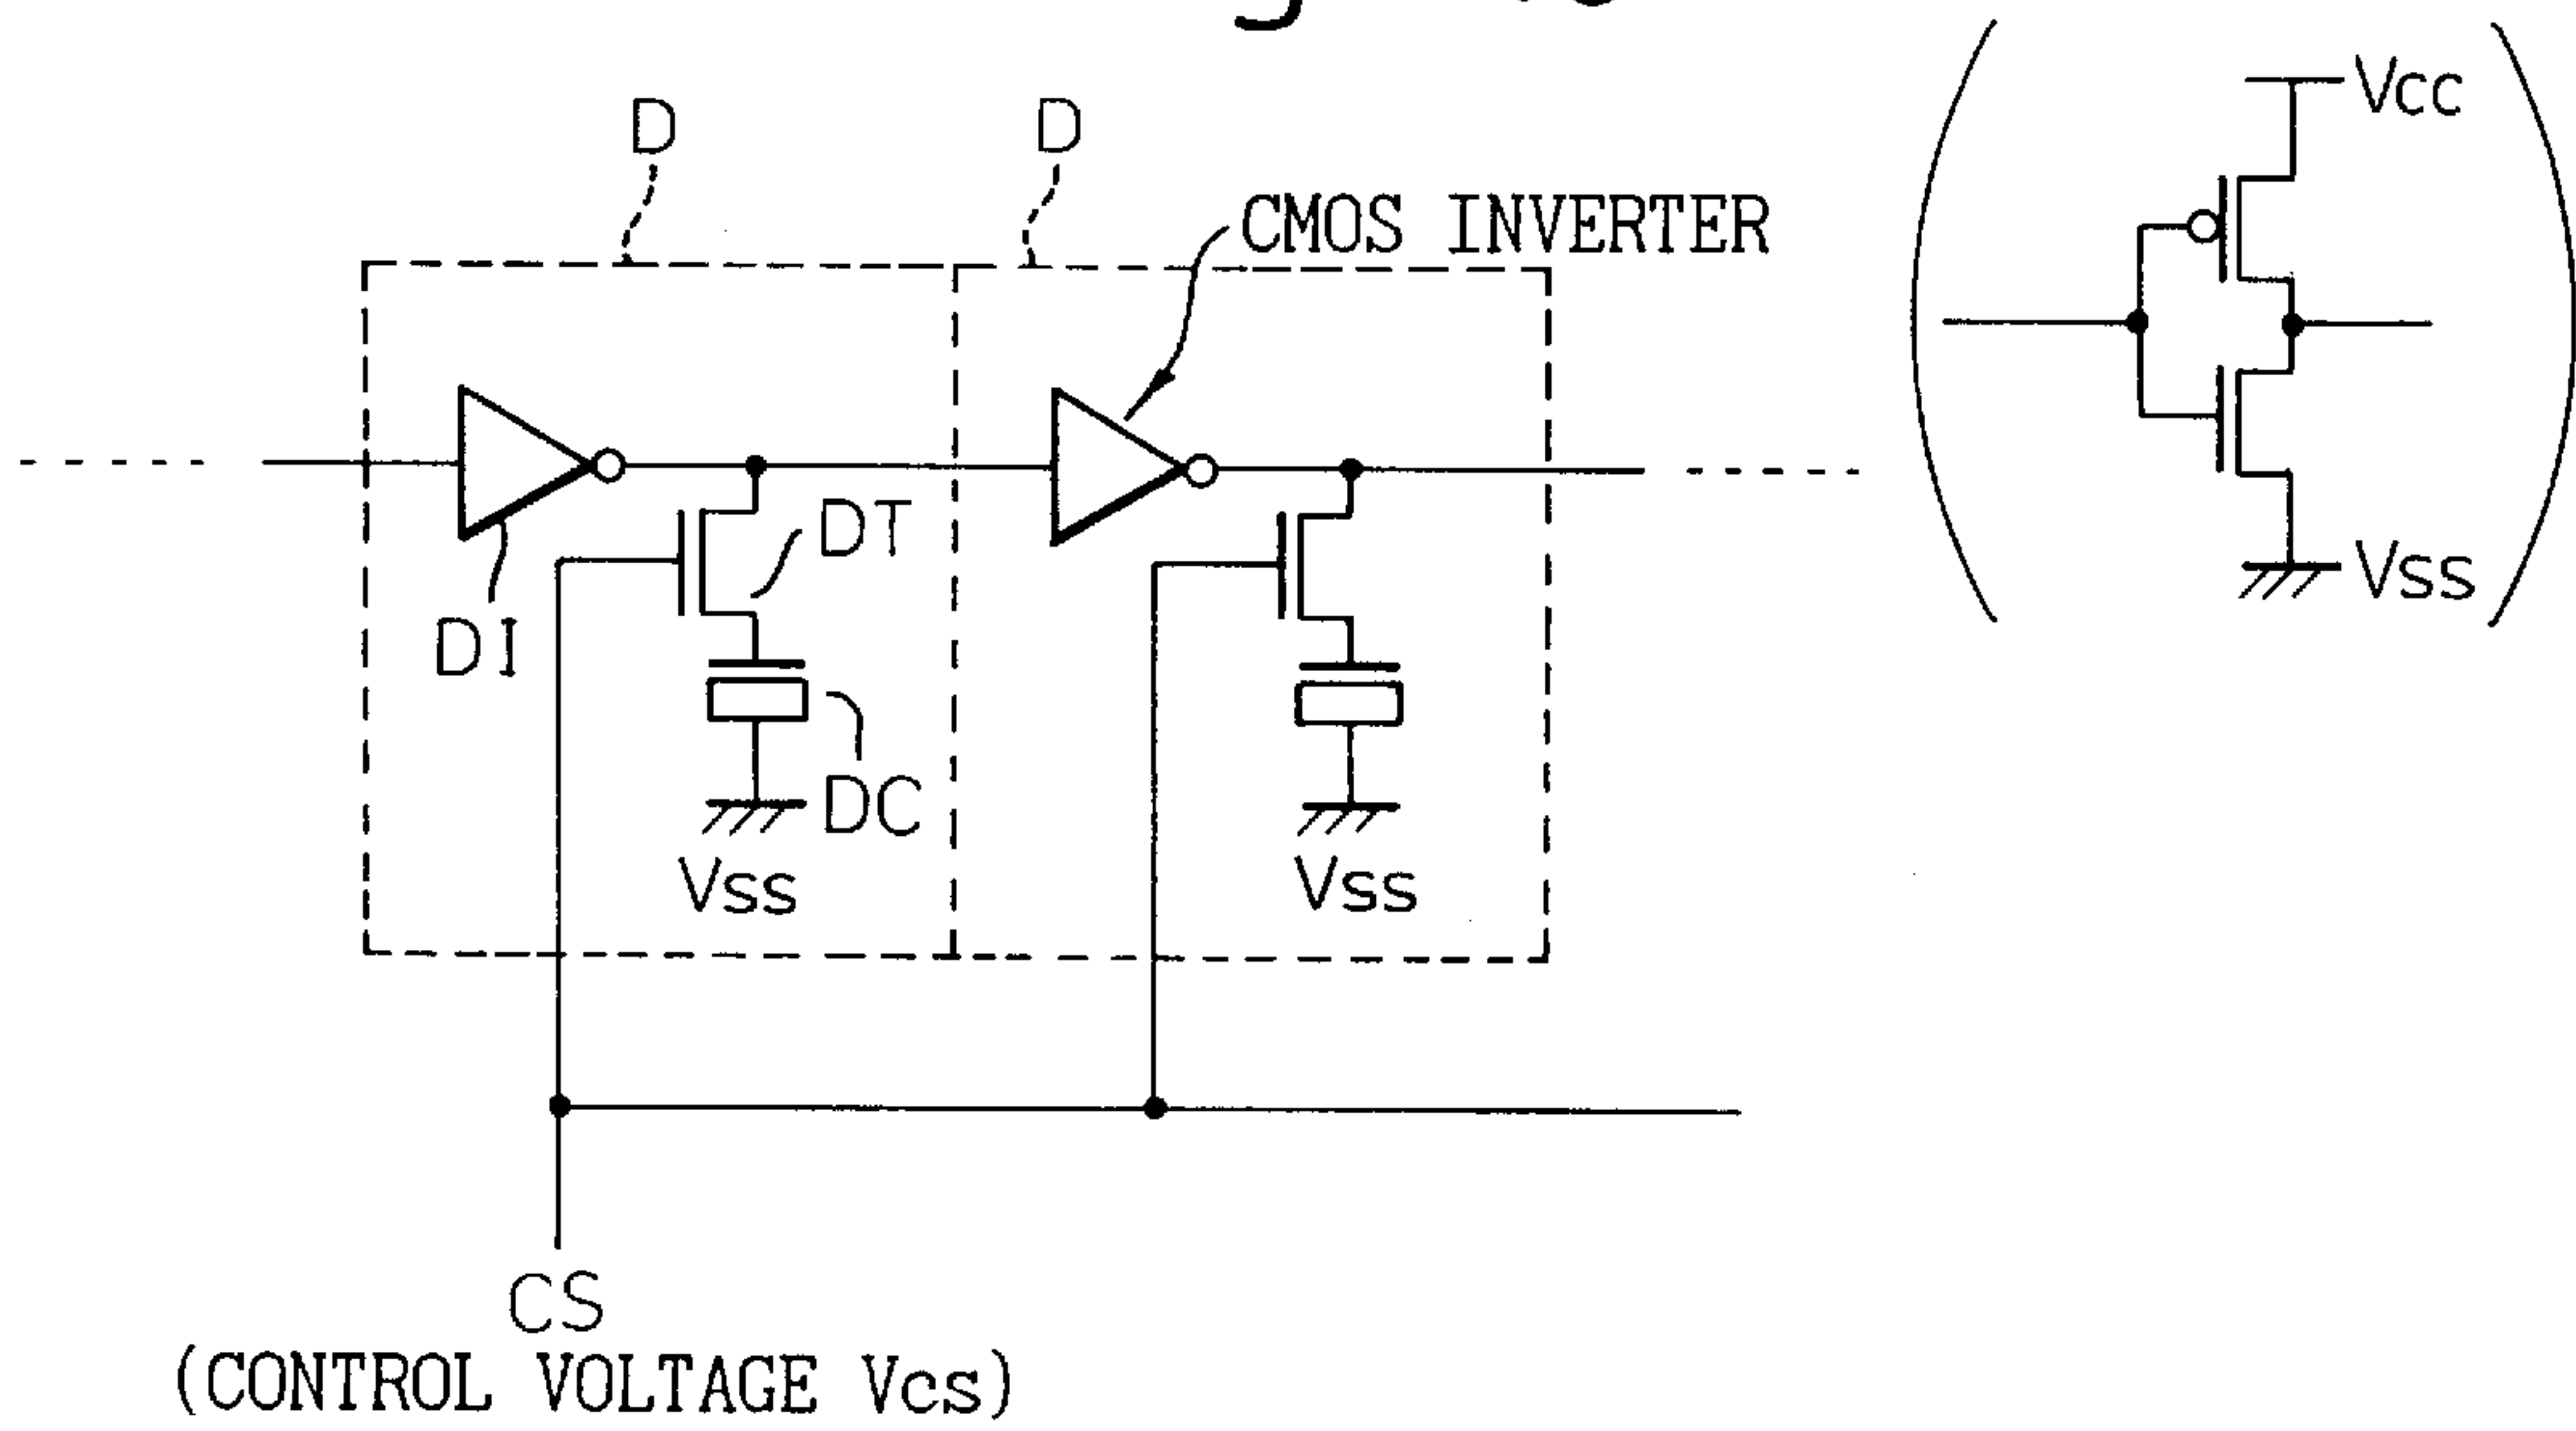 D
D
CMOS INVERTER
VCC
DT
DI
VSS
DC
VSS
VSS
CS
(CONTROL VOLTAGE VCS)